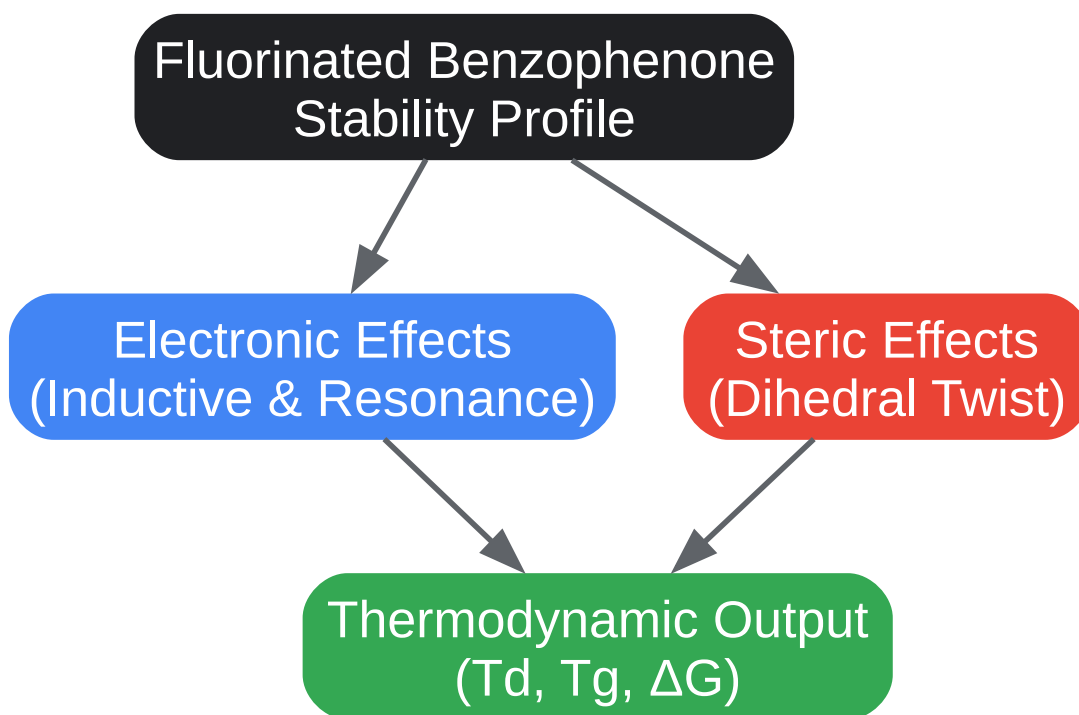 Fluorinated Benzophenone
Stability Profile
Electronic Effects
(Inductive & Resonance)
Steric Effects
(Dihedral Twist)
Thermodynamic Output
(Td, Tg, ΔG)